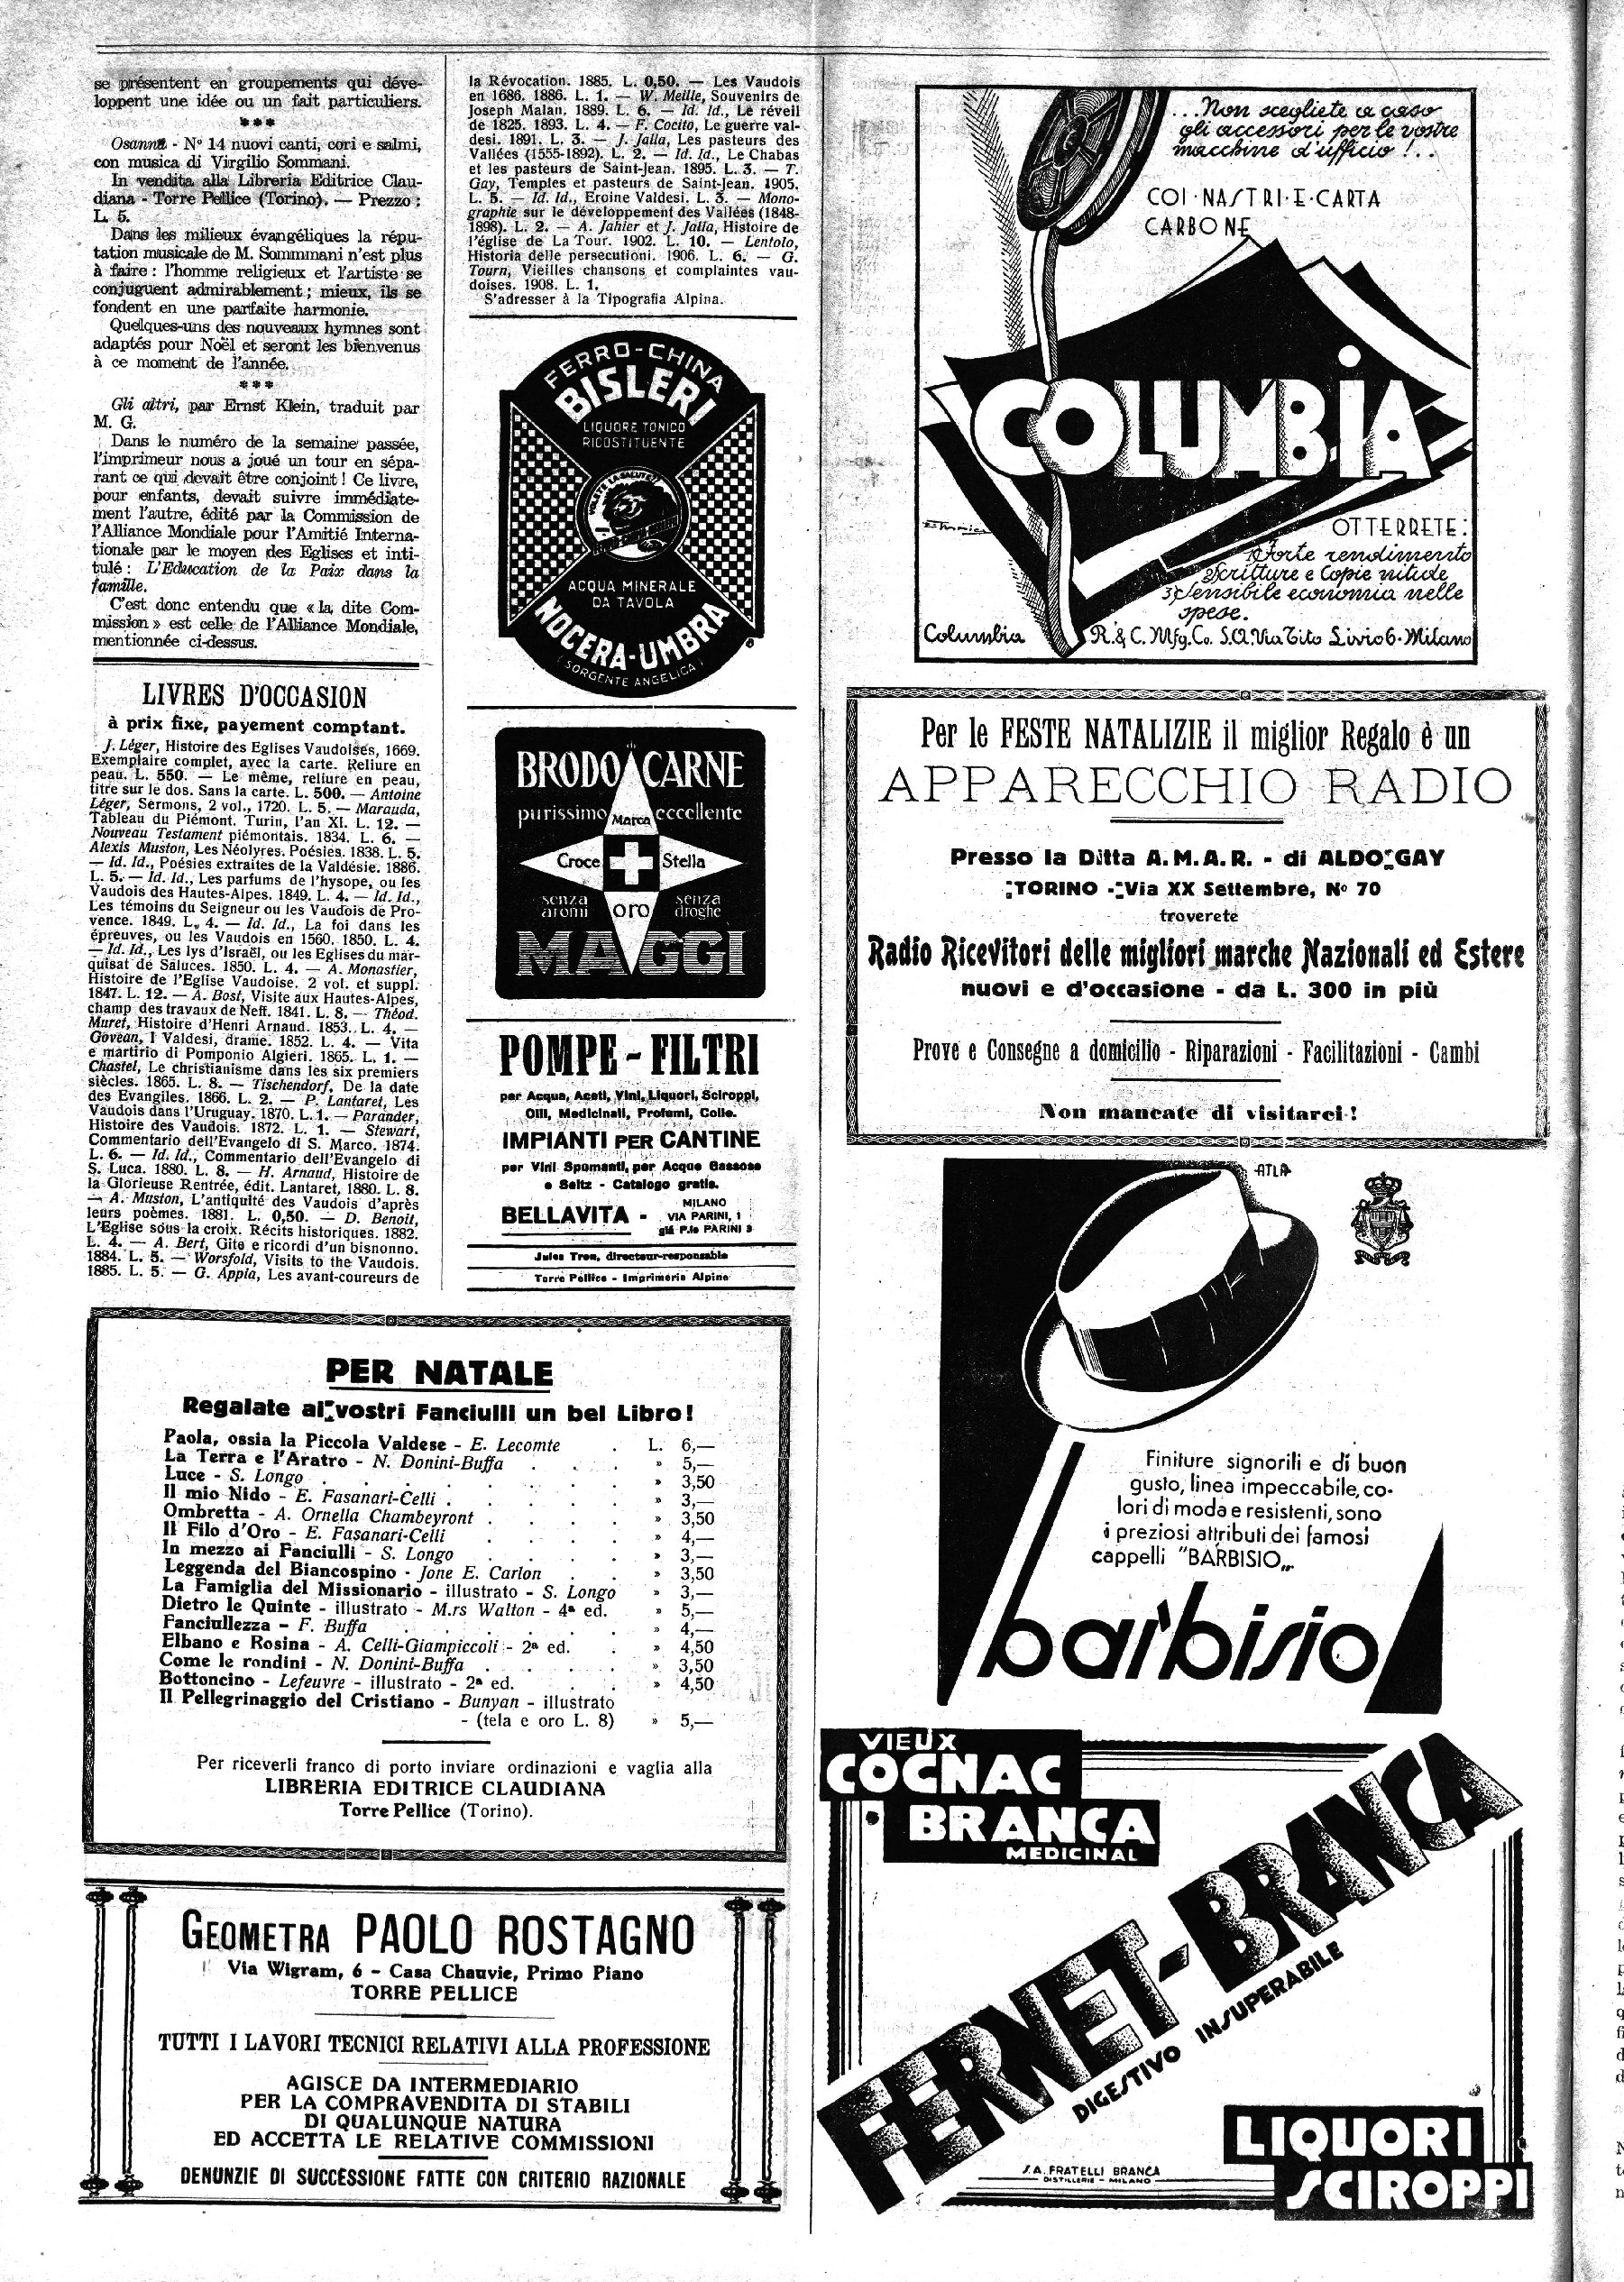 se présentent en groupements qui déve-
loppent une idée ou un fait particuliers.
***
Osanna - N° 14 nuovi canti, cori e salmi,
con musica di Virgilio Sommani.
In vendita alla Libreria Editrice Clau-
diana - Torre Pellice (Torino). — Prezzo :
L. 5.
Dans les milieux évangéliques la répu-
tation musicale de M. Sommmani n'est plus
à faire : l'homme religieux et l'artiste se
conjuguent admirablement ; mieux, ils se
fondent en une parfaite harmonie.
Quelques-uns des nouveaux hymnes sont
adaptés pour Noël et seront les bienvenus
à ce moment de l'année.
***
Gli altri, par Ernst Klein, traduit par
M. G.
Dans le numéro de la semaine passée,
l'imprimeur nous a joué un tour en sépa-
rant ce qui devait être conjoint ! Ce livre,
pour enfants, devait suivre immédiate-
ment l'autre, édité par la Commission de
l'Alliance Mondiale pour l'Amitié Interna-
tionale par le moyen des Eglises et inti-
tulé : L'Education de la Paix dans la
famille.
C'est donc entendu que « la dite Com-
mission » est celle de l'Alliance Mondiale,
mentionnée ci-dessus.
LIVRES D'OCCASION
à prix fixe, payement comptant.
J. Léger, Histoire des Eglises Vaudoises, 1669.
Exemplaire complet, avec la carte. Reliure en
peau. L. 550. — Le même, reliure en peau,
titre sur le dos. Sans la carte. L. 500. — Antoine
Léger, Sermons, 2 vol., 1720. L. 5. — Marauda,
Tableau du Piémont. Turin, l'an XI. L. 12. —
Nouveau Testament piémontais. 1834. L. 6. —
Alexis Muston, Les Néolyres. Poésies. 1838. L. 5.
— Id. Id., Poésies extraites de la Valdésie. 1886.
L. 5. — Id. Id., Les parfums de l'hysope, ou les
Vaudois des Hautes-Alpes. 1849. L. 4. — Id. Id.,
Les témoins du Seigneur ou les Vaudois de Pro-
vence. 1849. L. 4. — Id. Id., La foi dans les
épreuves, ou les Vaudois en 1560. 1850. L. 4.
— Id. Id., Les lys d'Israël, ou les Eglises du mar-
quisat de Saluces. 1850. L. 4. — A. Monastier,
Histoire de l'Eglise Vaudoise. 2 vol. et suppl.
1847. L. 12. — A. Bost, Visite aux Hautes-Alpes,
champ des travaux de Neff. 1841. L. 8. — Théod.
Muret, Histoire d'Henri Arnaud. 1853. L. 4. —
Govean, I Valdesi, drame. 1852. L. 4. — Vita
e martirio di Pomponio Algieri. 1865. L. 1. —
Chastel, Le christianisme dans les six premiers
siècles. 1865. L. 8. — Tischendorf, De la date
des Evangiles. 1866. L. 2. — P. Lantaret, Les
Vaudois dans l'Uruguay. 1870. L. 1. — Parander,
Histoire des Vaudois. 1872. L. 1. — Stewart,
Commentario dell'Evangelo di S. Marco. 1874.
L. 6. — Id. Id., Commentario dell'Evangelo di
S. Luca. 1880. L. 8. — H. Arnaud, Histoire de
la Glorieuse Rentrée, édit. Lantaret, 1880. L. 8.
— A. Muston, L'antiquité des Vaudois d'après
leurs poèmes. 1881. L. 0,50. — D. Benoit,
L'Eglise sous la croix. Récits historiques. 1882.
L. 4. — A. Bert, Gite e ricordi d'un bisnonno.
1884. L. 5. — Worsfold, Visits to the Vaudois.
1885. L. 5. — G. Appia, Les avant-coureurs de
la Révocation. 1885. L. 0,50. — Les Vaudois
en 1686. 1886. L. 1. — W. Meille, Souvenirs de
Joseph Malan. 1889. L. 6. — Id. Id., Le réveil
de 1825. 1893. L. 4. — F. Cocito, Le guerre val-
desi. 1891. L. 3. — J. Jalla, Les pasteurs des
Vallées (1555-1892). L. 2. — Id. Id., Le Chabas
et les pasteurs de Saint-Jean. 1895. L. 3. — T.
Gay, Temples et pasteurs de Saint-Jean. 1905.
L. 5. — Id. Id., Eroine Valdesi. L. 3. — Mono-
graphie sur le développement des Vallées (1848-
1898). L. 2. — A. Jahier et J. Jalla, Histoire de
l'église de La Tour. 1902. L. 10. — Lentolo,
Historia delle persecutioni. 1906. L. 6. — G.
Tourn, Vieilles chansons et complaintes vau-
doises. 1908. L. 1.
S'adresser à la Tipografia Alpina.
FERRO-CHINA
BISLERI
LIQUORE TONICO
RICOSTITUENTE
ACQUA MINERALE
DA TAVOLA
NOCERA-UMBRA
(SORGENTE ANGELICA)
BRODO di CARNE
purissimo Marca eccellente
Croce Stella
senza aromi oro senza droghe
MAGGI
POMPE - FILTRI
per Acqua, Aceti, Vini, Liquori, Sciroppi,
Olii, Medicinali, Profumi, Colle.
IMPIANTI PER CANTINE
per Vini Spumanti, per Acque Gassose
e Seltz - Catalogo gratis.
BELLAVITA - MILANO
VIA PARINI, 1
già P.le PARINI 3
Jules Tron, directeur-responsable
Torre Pellice - Imprimerie Alpine
PER NATALE
Regalate ai vostri Fanciulli un bel Libro!
Paola, ossia la Piccola Valdese - E. Lecomte . L. 6,—
La Terra e l'Aratro - N. Donini-Buffa . . . » 5,—
Luce - S. Longo . . . . . . . » 3,50
Il mio Nido - E. Fasanari-Celli . . . . . » 3,—
Ombretta - A. Ornella Chambeyront . . . . » 3,50
Il Filo d'Oro - E. Fasanari-Celli . . . . » 4,—
In mezzo ai Fanciulli - S. Longo . . . . » 3,—
Leggenda del Biancospino - Jone E. Carlon . . » 3,50
La Famiglia del Missionario - illustrato - S. Longo » 3,—
Dietro le Quinte - illustrato - M.rs Walton - 4ª ed. » 5,—
Fanciullezza - F. Buffa . . . . . . » 4,—
Elbano e Rosina - A. Celli-Giampiccoli - 2ª ed. . » 4,50
Come le rondini - N. Donini-Buffa . . . . » 3,50
Bottoncino - Lefeuvre - illustrato - 2ª ed. . . » 4,50
Il Pellegrinaggio del Cristiano - Bunyan - illustrato
- (tela e oro L. 8) » 5,—
Per riceverli franco di porto inviare ordinazioni e vaglia alla
LIBRERIA EDITRICE CLAUDIANA
Torre Pellice (Torino).
GEOMETRA PAOLO ROSTAGNO
Via Wigram, 6 - Casa Chauvie, Primo Piano
TORRE PELLICE
TUTTI I LAVORI TECNICI RELATIVI ALLA PROFESSIONE
AGISCE DA INTERMEDIARIO
PER LA COMPRAVENDITA DI STABILI
DI QUALUNQUE NATURA
ED ACCETTA LE RELATIVE COMMISSIONI
DENUNZIE DI SUCCESSIONE FATTE CON CRITERIO RAZIONALE
...Non scegliete a caso
gli accessori per le vostre
macchine d'ufficio !..
COI·NASTRI·E·CARTA
CARBONE
COLUMBIA
OTTERRETE:
1) Forte rendimento
2) Scritture e Copie nitide
3) Sensibile economia nelle
spese.
Columbia R. & C. Mfg. Co. S.A. Via Tito Livio 6 - Milano
Per le FESTE NATALIZIE il miglior Regalo è un
APPARECCHIO RADIO
Presso la Ditta A.M.A.R. - di ALDO GAY
TORINO - Via XX Settembre, N° 70
troverete
Radio Ricevitori delle migliori marche Nazionali ed Estere
nuovi e d'occasione - da L. 300 in più
Prove e Consegne a domicilio - Riparazioni - Facilitazioni - Cambi
Non mancate di visitarci !
ATLA
Finiture signorili e di buon
gusto, linea impeccabile, co-
lori di moda e resistenti, sono
i preziosi attributi dei famosi
cappelli "BARBISIO„
barbisio
VIEUX
COGNAC
BRANCA
MEDICINAL
FERNET-BRANCA
DIGESTIVO INSUPERABILE
S.A. FRATELLI BRANCA
DISTILLERIE - MILANO
LIQUORI
SCIROPPI